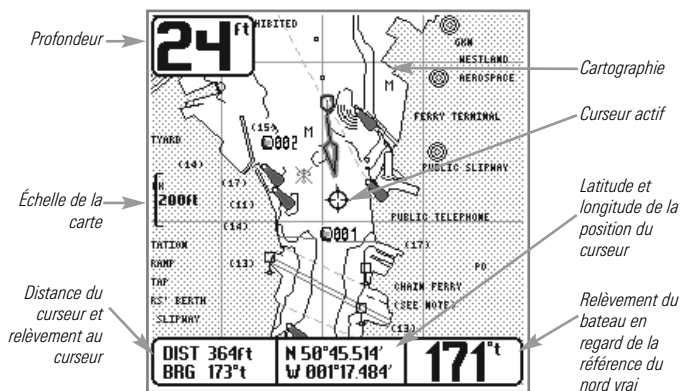 Profondeur
24 ft
HIBITED
GKN
WESTLAND
AEROSPACE
Cartographie
M
Curseur actif
FERRY TERMINAL
(15)
M
002
TYARD
(14)
PUBLIC SLIPWAY
Échelle de la
carte
200ft
(17)
(11)
(14)
Latitude et
longitude de la
position du
curseur
PUBLIC TELEPHONE
001
(17)
TATION
RAMP
(13)
TAP
RS' BERTH
SLIPWAY
PO
CHAIN FERRY
(SEE NOTE)
(13)
Distance du
curseur et
relèvement au
curseur
Relèvement du
bateau en
regard de la
référence du
nord vrai
DIST 364ft
BRG 173°t
N 50°45.514'
W 001°17.484'
171°t